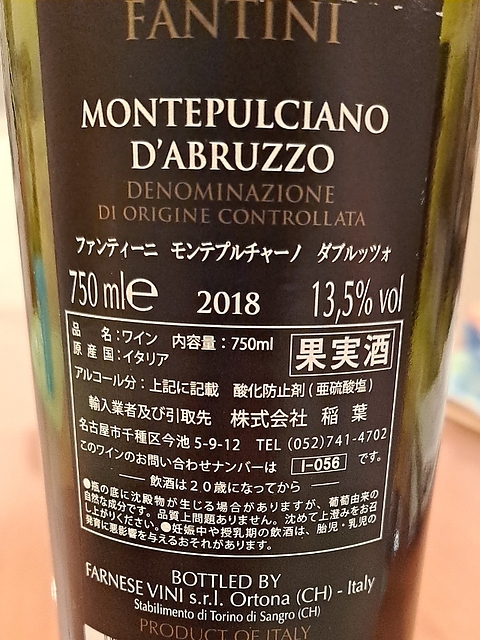 FANTINI
MONTEPULCIANO
D'ABRUZZO
DENOMINAZIONE
DI ORIGINE CONTROLLATA
ファンティーニ モンテプルチャーノ ダブルッツォ
750 ml℮ 2018 13,5% vol
品名：ワイン 内容量：750ml
原産国：イタリア
果実酒
アルコール分：上記に記載 酸化防止剤(亜硫酸塩)
輸入業者及び引取先 株式会社 稲葉
名古屋市千種区今池5-9-12 TEL (052)741-4702
このワインのお問い合わせナンバーは I-056 です。
飲酒は20歳になってから
●瓶の底に沈殿物が生じる場合がありますが、葡萄由来の
自然な成分です。品質上問題ありません。沈めて上澄みをお召
し上がりください。●妊娠中や授乳期の飲酒は、胎児・乳児の
発育に悪影響を与えるおそれがあります。
BOTTLED BY
FARNESE VINI s.r.l. Ortona (CH) - Italy
Stabilimento di Torino di Sangro (CH)
PRODUCT OF ITALY